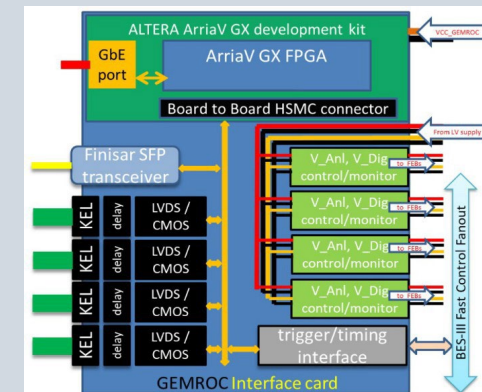 ALTERA ArriaV GX development kit
GbE
port
ArriaV GX FPGA
VCC_GEMROC
Board to Board HSMC connector
From LV supply
Finisar SFP
transceiver
V_Anl, V_Dig
control/monitor
to FEBs
KEL
delay
LVDS /
CMOS
V_Anl, V_Dig
control/monitor
to FEBs
KEL
delay
LVDS /
CMOS
V_Anl, V_Dig
control/monitor
to FEBs
KEL
delay
LVDS /
CMOS
V_Anl, V_Dig
control/monitor
to FEBs
KEL
delay
LVDS /
CMOS
trigger/timing
interface
BES-III Fast Control Fanout
GEMROC Interface card